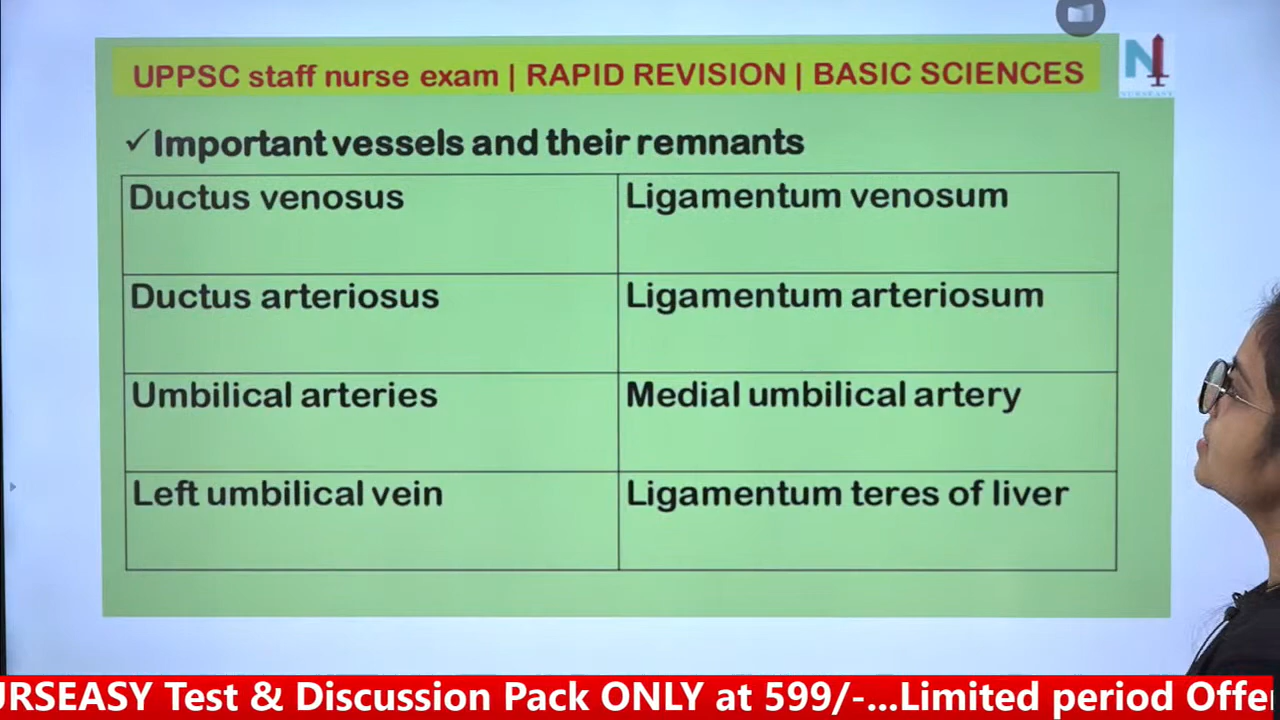 UPPSC staff nurse exam | RAPID REVISION | BASIC SCIENCES
N
NURSEASY
✓ Important vessels and their remnants
Ductus venosus Ligamentum venosum
Ductus arteriosus Ligamentum arteriosum
Umbilical arteries Medial umbilical artery
Left umbilical vein Ligamentum teres of liver
URSEASY Test & Discussion Pack ONLY at 599/-...Limited period Offe